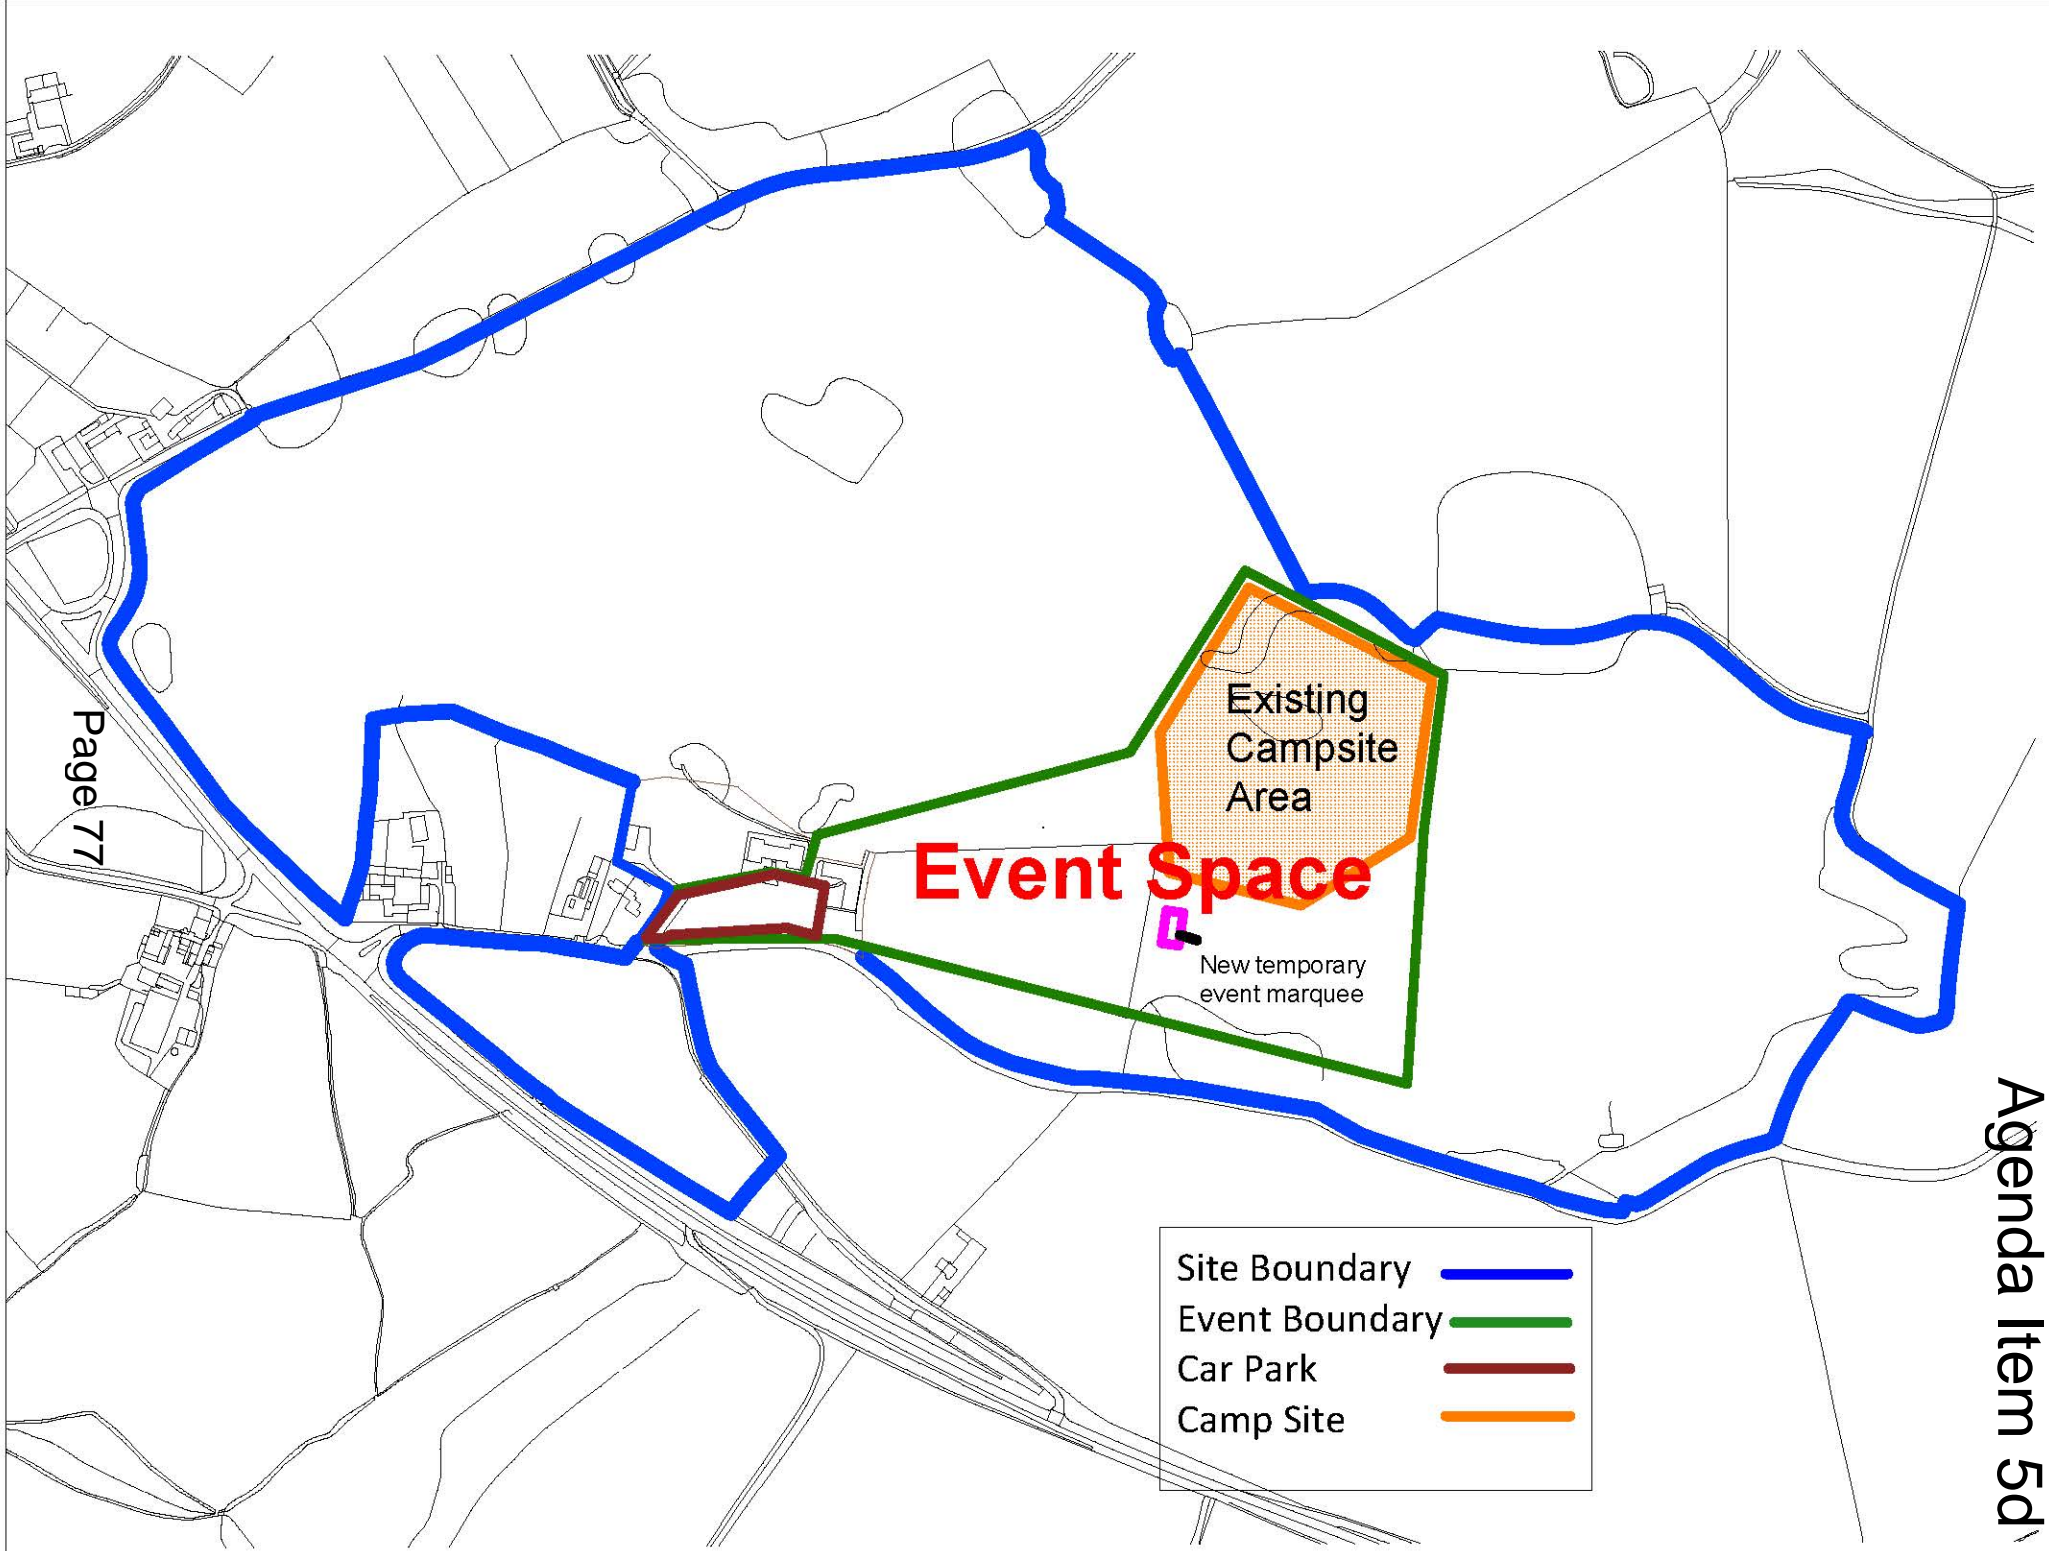 Existing
Campsite
Area
Event Space
New temporary
event marquee
Page 77
Agenda Item 5d
Site Boundary
Event Boundary
Car Park
Camp Site